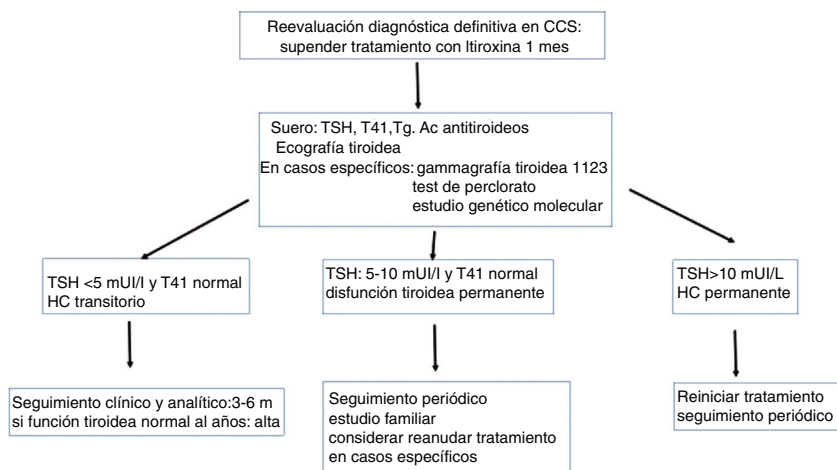 Reevaluación diagnóstica definitiva en CCS:
supender tratamiento con ltiroxina 1 mes
Suero: TSH, T41,Tg. Ac antitiroideos
Ecografía tiroidea
En casos específicos: gammagrafía tiroidea 1123
test de perclorato
estudio genético molecular
TSH <5 mUI/l y T41 normal
HC transitorio
TSH: 5-10 mUI/l y T41 normal
disfunción tiroidea permanente
TSH>10 mUI/L
HC permanente
Seguimiento clínico y analítico:3-6 m
si función tiroidea normal al años: alta
Seguimiento periódico
estudio familiar
considerar reanudar tratamiento
en casos específicos
Reiniciar tratamiento
seguimiento periódico